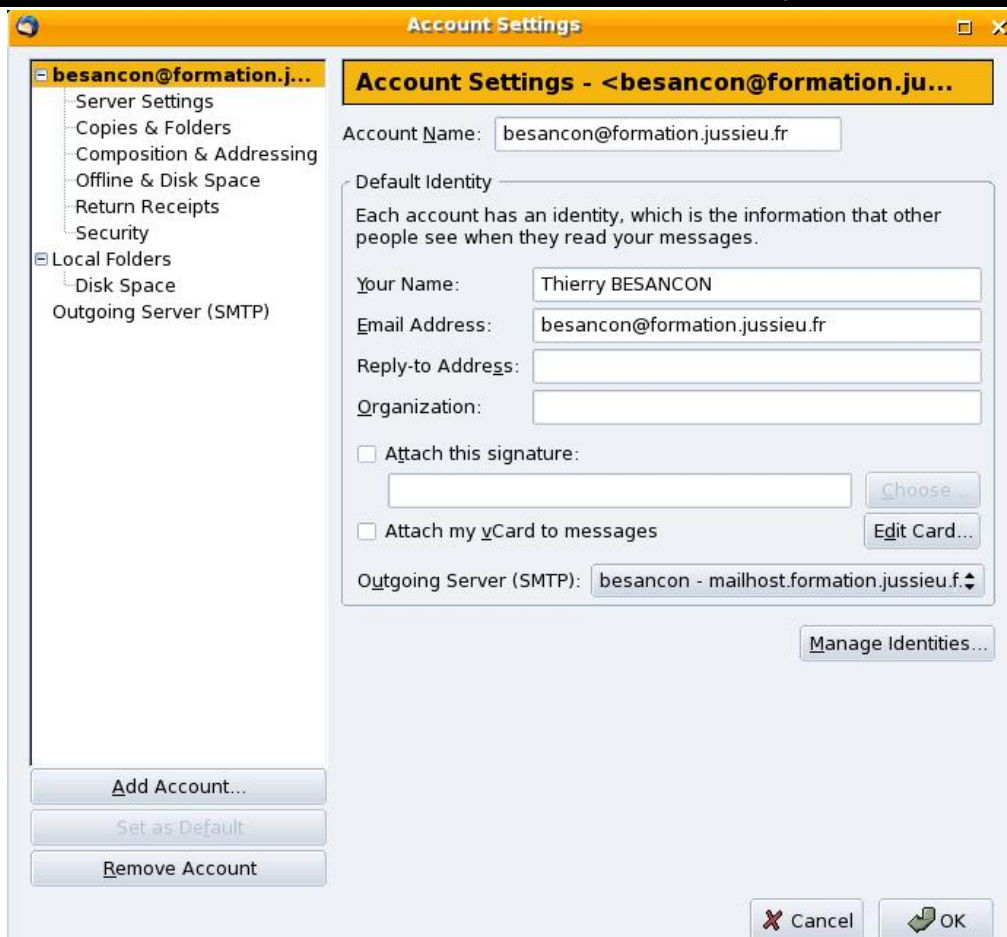 Account Settings
besancon@formation.j...
Server Settings
Copies & Folders
Composition & Addressing
Offline & Disk Space
Return Receipts
Security
Local Folders
Disk Space
Outgoing Server (SMTP)
Add Account...
Set as Default
Remove Account
Account Settings - <besancon@formation.ju...
Account Name: besancon@formation.jussieu.fr
Default Identity
Each account has an identity, which is the information that other
people see when they read your messages.
Your Name: Thierry BESANCON
Email Address: besancon@formation.jussieu.fr
Reply-to Address:
Organization:
Attach this signature:
Choose...
Attach my vCard to messages
Edit Card...
Outgoing Server (SMTP): besancon - mailhost.formation.jussieu.f.
Manage Identities...
Cancel
OK